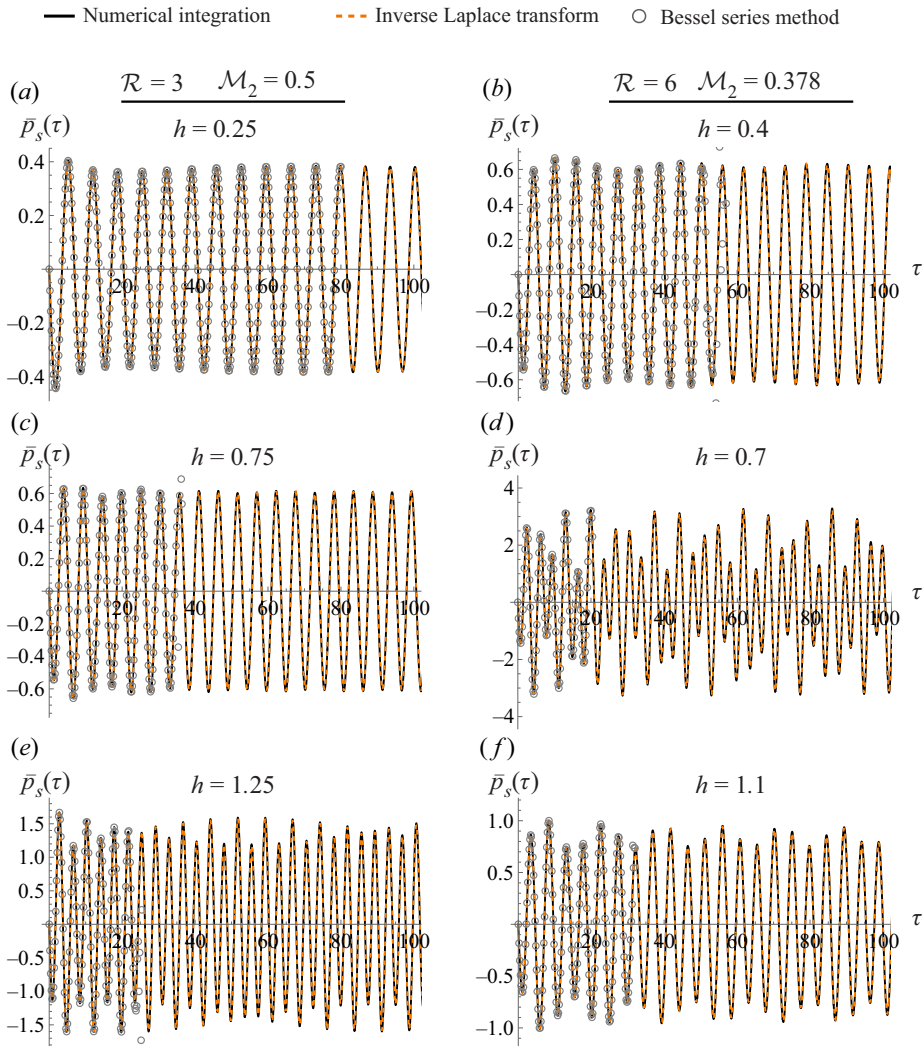 Numerical integration Inverse Laplace transform Bessel series method
(a) ℛ = 3 ℳ₂ = 0.5
(b) ℛ = 6 ℳ₂ = 0.378
p̄ₛ(τ) h = 0.25
p̄ₛ(τ) h = 0.4
0.4
0.2
20 40 60 80 100
−0.2
−0.4
0.6
0.4
0.2
τ
20 40 60 80 100
−0.2
−0.4
−0.6
(c)
(d)
p̄ₛ(τ) h = 0.75
p̄ₛ(τ) h = 0.7
0.6
0.4
0.2
20 40 60 80 100
−0.2
−0.4
−0.6
4
2
τ
20 40 60 80 100
−2
−4
(e)
(f)
p̄ₛ(τ) h = 1.25
p̄ₛ(τ) h = 1.1
1.5
1.0
0.5
20 40 60 80 100
−0.5
−1.0
−1.5
1.0
0.5
τ
20 40 60 80 100
−0.5
−1.0